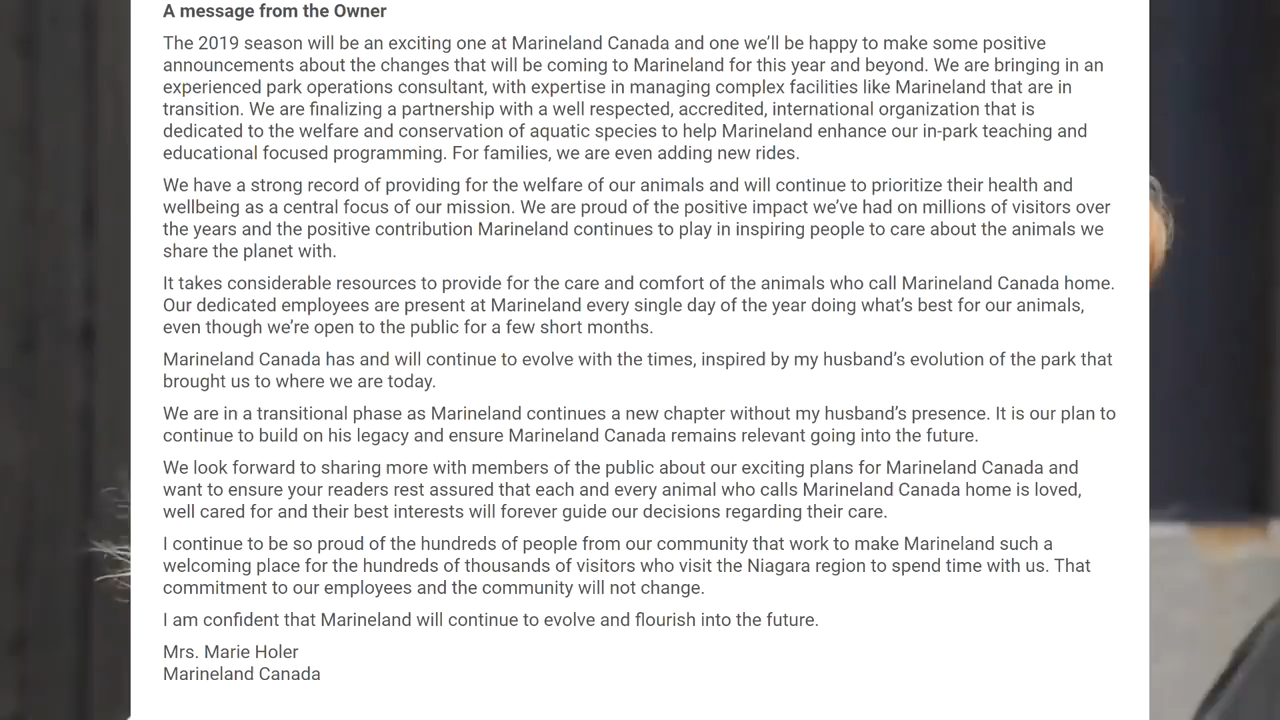 A message from the Owner
The 2019 season will be an exciting one at Marineland Canada and one we’ll be happy to make some positive
announcements about the changes that will be coming to Marineland for this year and beyond. We are bringing in an
experienced park operations consultant, with expertise in managing complex facilities like Marineland that are in
transition. We are finalizing a partnership with a well respected, accredited, international organization that is
dedicated to the welfare and conservation of aquatic species to help Marineland enhance our in-park teaching and
educational focused programming. For families, we are even adding new rides.
We have a strong record of providing for the welfare of our animals and will continue to prioritize their health and
wellbeing as a central focus of our mission. We are proud of the positive impact we’ve had on millions of visitors over
the years and the positive contribution Marineland continues to play in inspiring people to care about the animals we
share the planet with.
It takes considerable resources to provide for the care and comfort of the animals who call Marineland Canada home.
Our dedicated employees are present at Marineland every single day of the year doing what’s best for our animals,
even though we’re open to the public for a few short months.
Marineland Canada has and will continue to evolve with the times, inspired by my husband’s evolution of the park that
brought us to where we are today.
We are in a transitional phase as Marineland continues a new chapter without my husband’s presence. It is our plan to
continue to build on his legacy and ensure Marineland Canada remains relevant going into the future.
We look forward to sharing more with members of the public about our exciting plans for Marineland Canada and
want to ensure your readers rest assured that each and every animal who calls Marineland Canada home is loved,
well cared for and their best interests will forever guide our decisions regarding their care.
I continue to be so proud of the hundreds of people from our community that work to make Marineland such a
welcoming place for the hundreds of thousands of visitors who visit the Niagara region to spend time with us. That
commitment to our employees and the community will not change.
I am confident that Marineland will continue to evolve and flourish into the future.
Mrs. Marie Holer
Marineland Canada